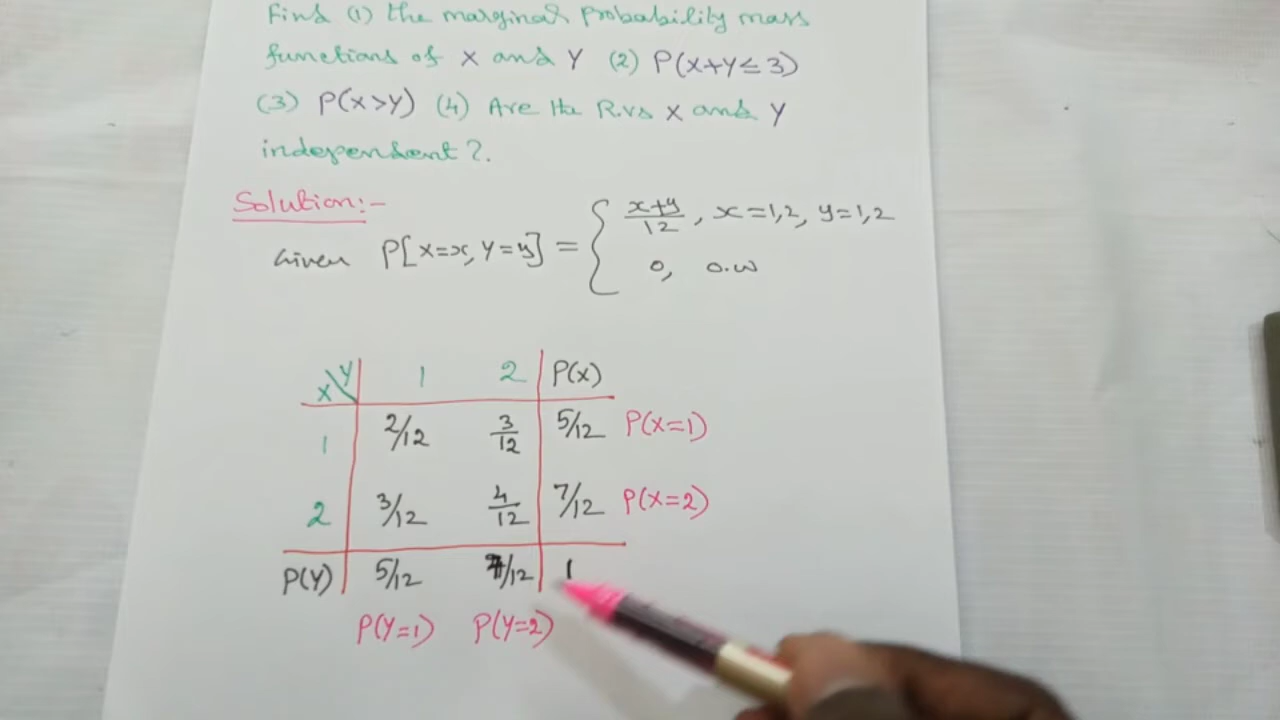 Find (1) the marginal Probability mass
functions of X and Y (2) P(X+Y≤3)
(3) P(X>Y) (4) Are the R.vs X and Y
independent?.
Solution:-
Given P[X=x, Y=y] = { x+y/12, x=1,2, y=1,2
0, o.w
X\Y 1 2 P(X)
1 2/12 3/12 5/12 P(X=1)
2 3/12 4/12 7/12 P(X=2)
P(Y) 5/12 7/12 1
P(Y=1) P(Y=2)